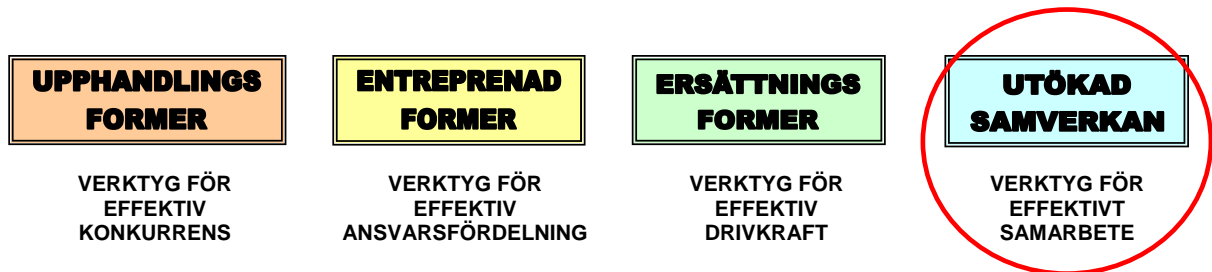 UPPHANDLINGS
FORMER
VERKTYG FÖR
EFFEKTIV
KONKURRENS
ENTREPRENAD
FORMER
VERKTYG FÖR
EFFEKTIV
ANSVARSFÖRDELNING
ERSÄTTNINGS
FORMER
VERKTYG FÖR
EFFEKTIV
DRIVKRAFT
UTÖKAD
SAMVERKAN
VERKTYG FÖR
EFFEKTIVT
SAMARBETE